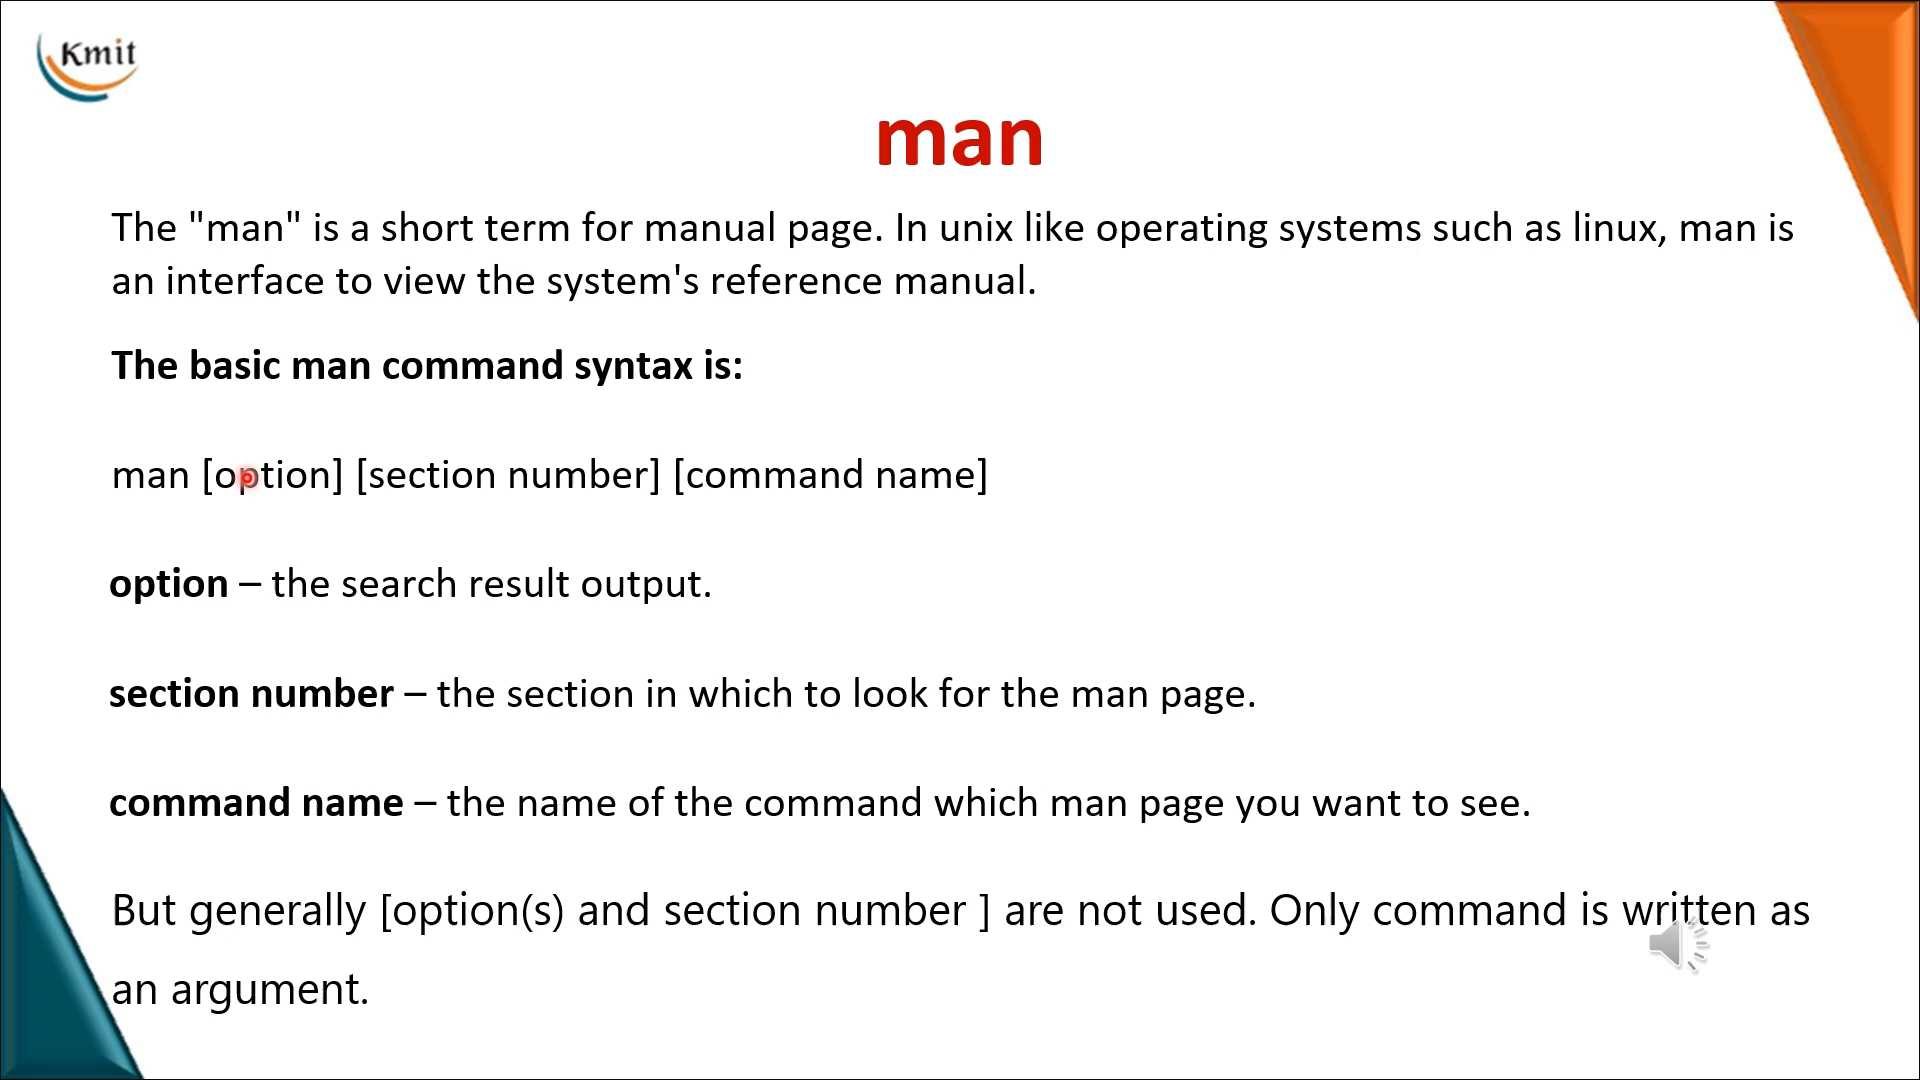 Kmit
man
The "man" is a short term for manual page. In unix like operating systems such as linux, man is
an interface to view the system's reference manual.
The basic man command syntax is:
man [option] [section number] [command name]
option – the search result output.
section number – the section in which to look for the man page.
command name – the name of the command which man page you want to see.
But generally [option(s) and section number ] are not used. Only command is written as
an argument.